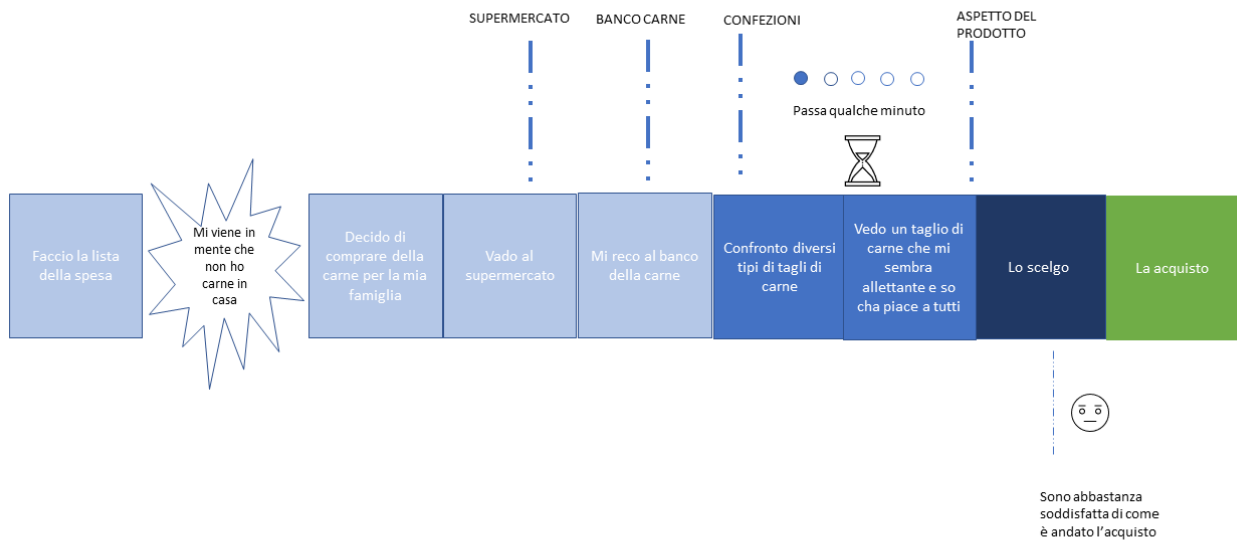 SUPERMERCATO
BANCO CARNE
CONFEZIONI
ASPETTO DEL
PRODOTTO
Passa qualche minuto
Faccio la lista
della spesa
Mi viene in
mente che
non ho
carne in
casa
Decido di
comprare della
carne per la mia
famiglia
Vado al
supermercato
Mi reco al banco
della carne
Confronto diversi
tipi di tagli di
carne
Vedo un taglio di
carne che mi
sembra
allettante e so
cha piace a tutti
Lo scelgo
La acquisto
Sono abbastanza
soddisfatta di come
è andato l’acquisto